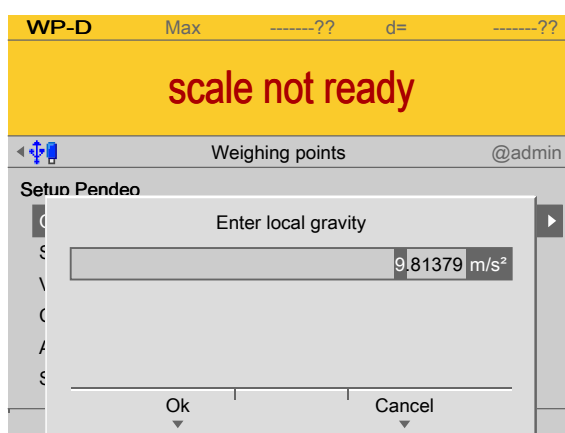 WP-D Max -------?? d= -------??
scale not ready
Weighing points @admin
Setup Pendeo
Enter local gravity
9.81379 m/s²
Ok Cancel